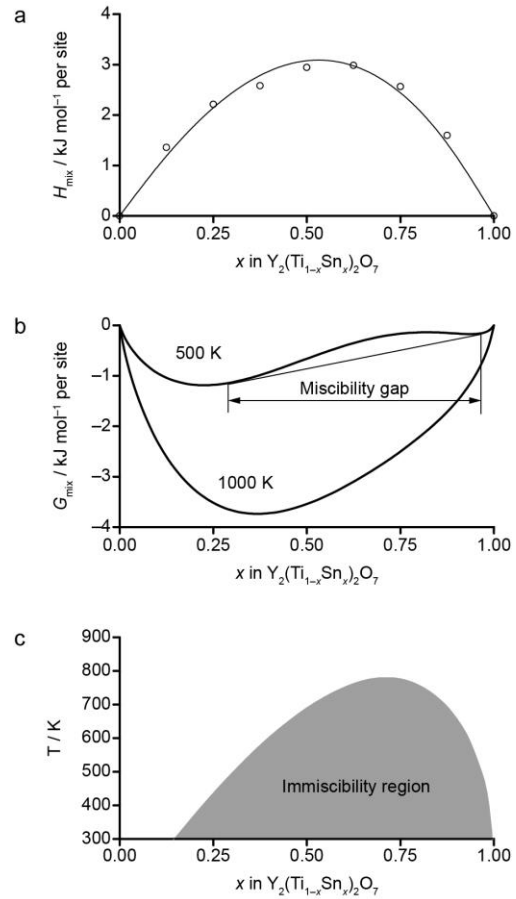 a
4
3
2
1
0
H_mix / kJ mol⁻¹ per site
0.00 0.25 0.50 0.75 1.00
x in Y₂(Ti₁₋ₓSnₓ)₂O₇
b
0
–1
–2
–3
–4
G_mix / kJ mol⁻¹ per site
500 K
Miscibility gap
1000 K
0.00 0.25 0.50 0.75 1.00
x in Y₂(Ti₁₋ₓSnₓ)₂O₇
c
900
800
700
600
500
400
300
T / K
Immiscibility region
0.00 0.25 0.50 0.75 1.00
x in Y₂(Ti₁₋ₓSnₓ)₂O₇